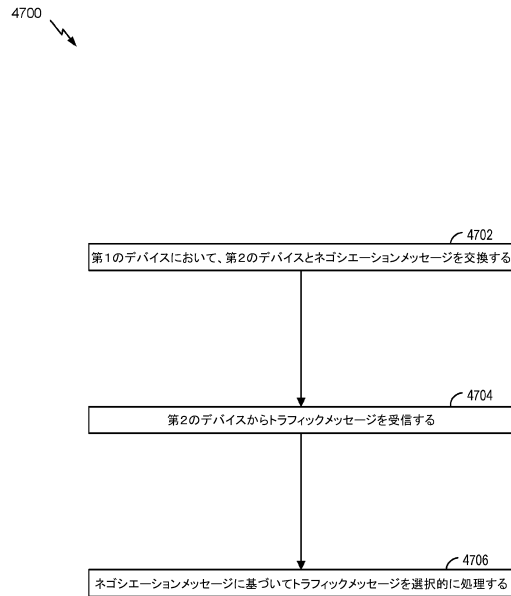 4700
4702
第1のデバイスにおいて、第2のデバイスとネゴシエーションメッセージを交換する
4704
第2のデバイスからトラフィックメッセージを受信する
4706
ネゴシエーションメッセージに基づいてトラフィックメッセージを選択的に処理する